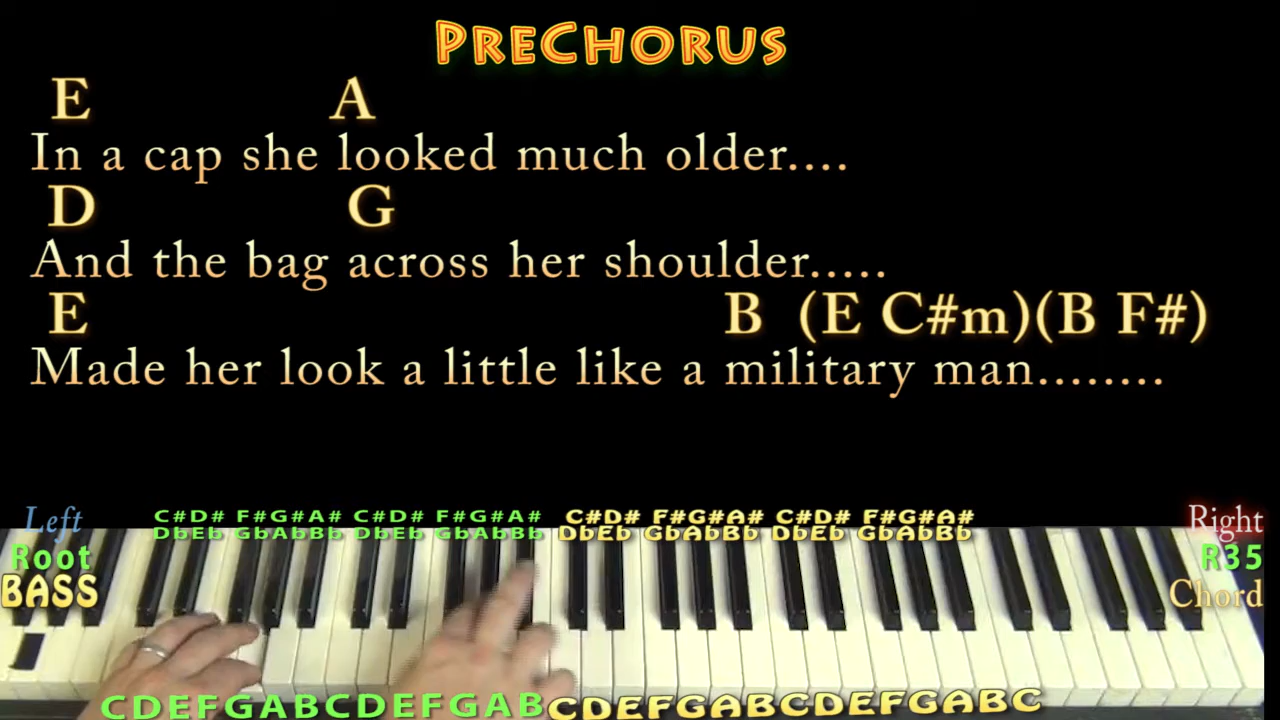 PRECHORUS
E A
In a cap she looked much older....
D G
And the bag across her shoulder.....
E B (E C#m)(B F#)
Made her look a little like a military man........
Left
Root
BASS
C#D# F#G#A# C#D# F#G#A# C#D# F#G#A# C#D# F#G#A#
DbEb GbAbBb DbEb GbAbBb DbEb GbAbBb DbEb GbAbBb
Right
R35
Chord
CDEFGABCDEFGABCDEFGABCDEFGABC